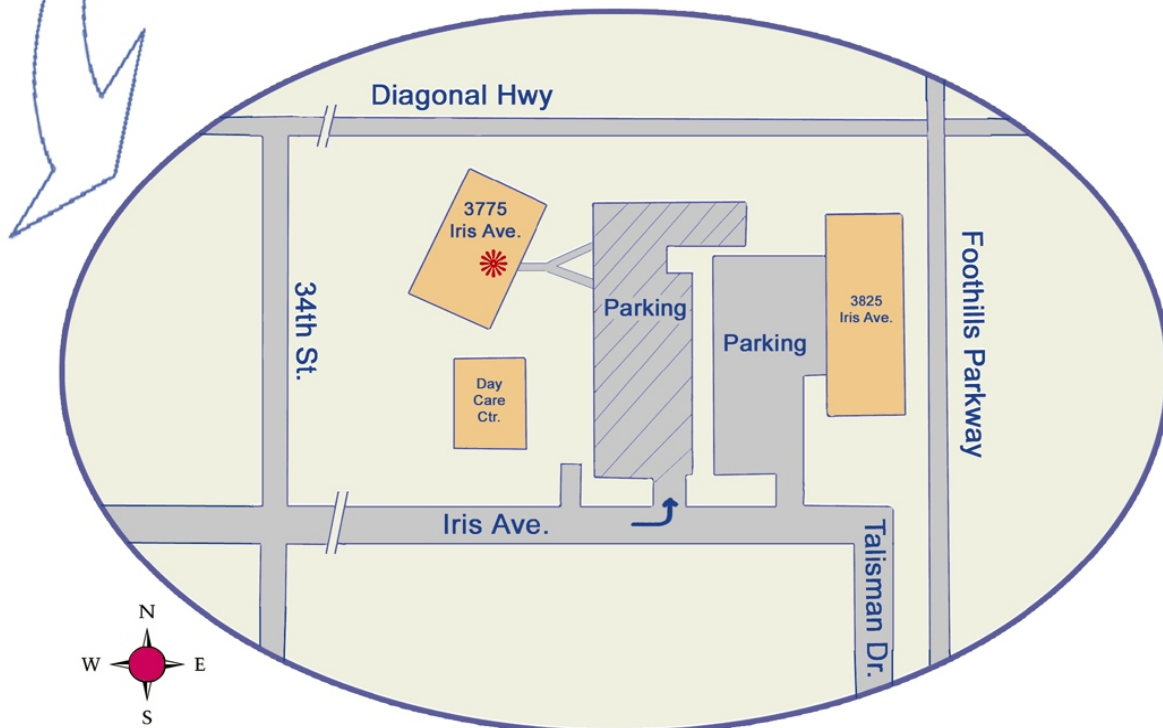 Diagonal Hwy
3775
Iris Ave.
34th St.
Parking
Parking
3825
Iris Ave.
Foothills Parkway
Day
Care
Ctr.
Iris Ave.
Talisman Dr.
N
W E
S